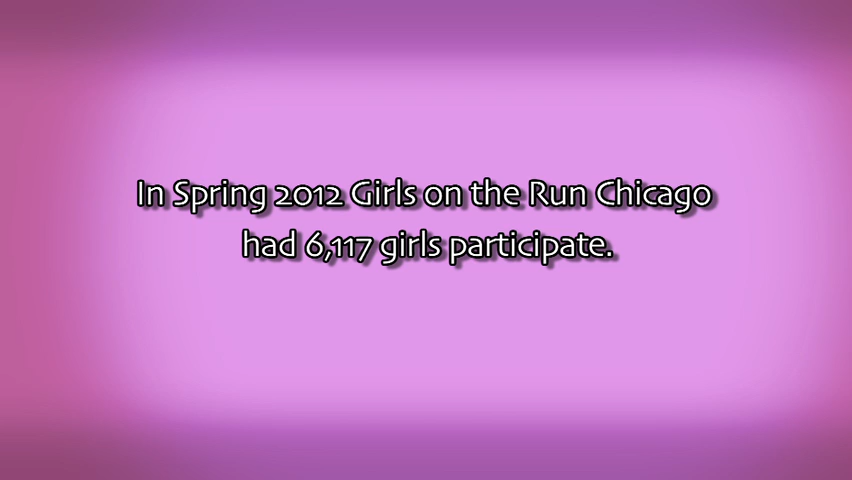 In Spring 2012 Girls on the Run Chicago
had 6,117 girls participate.